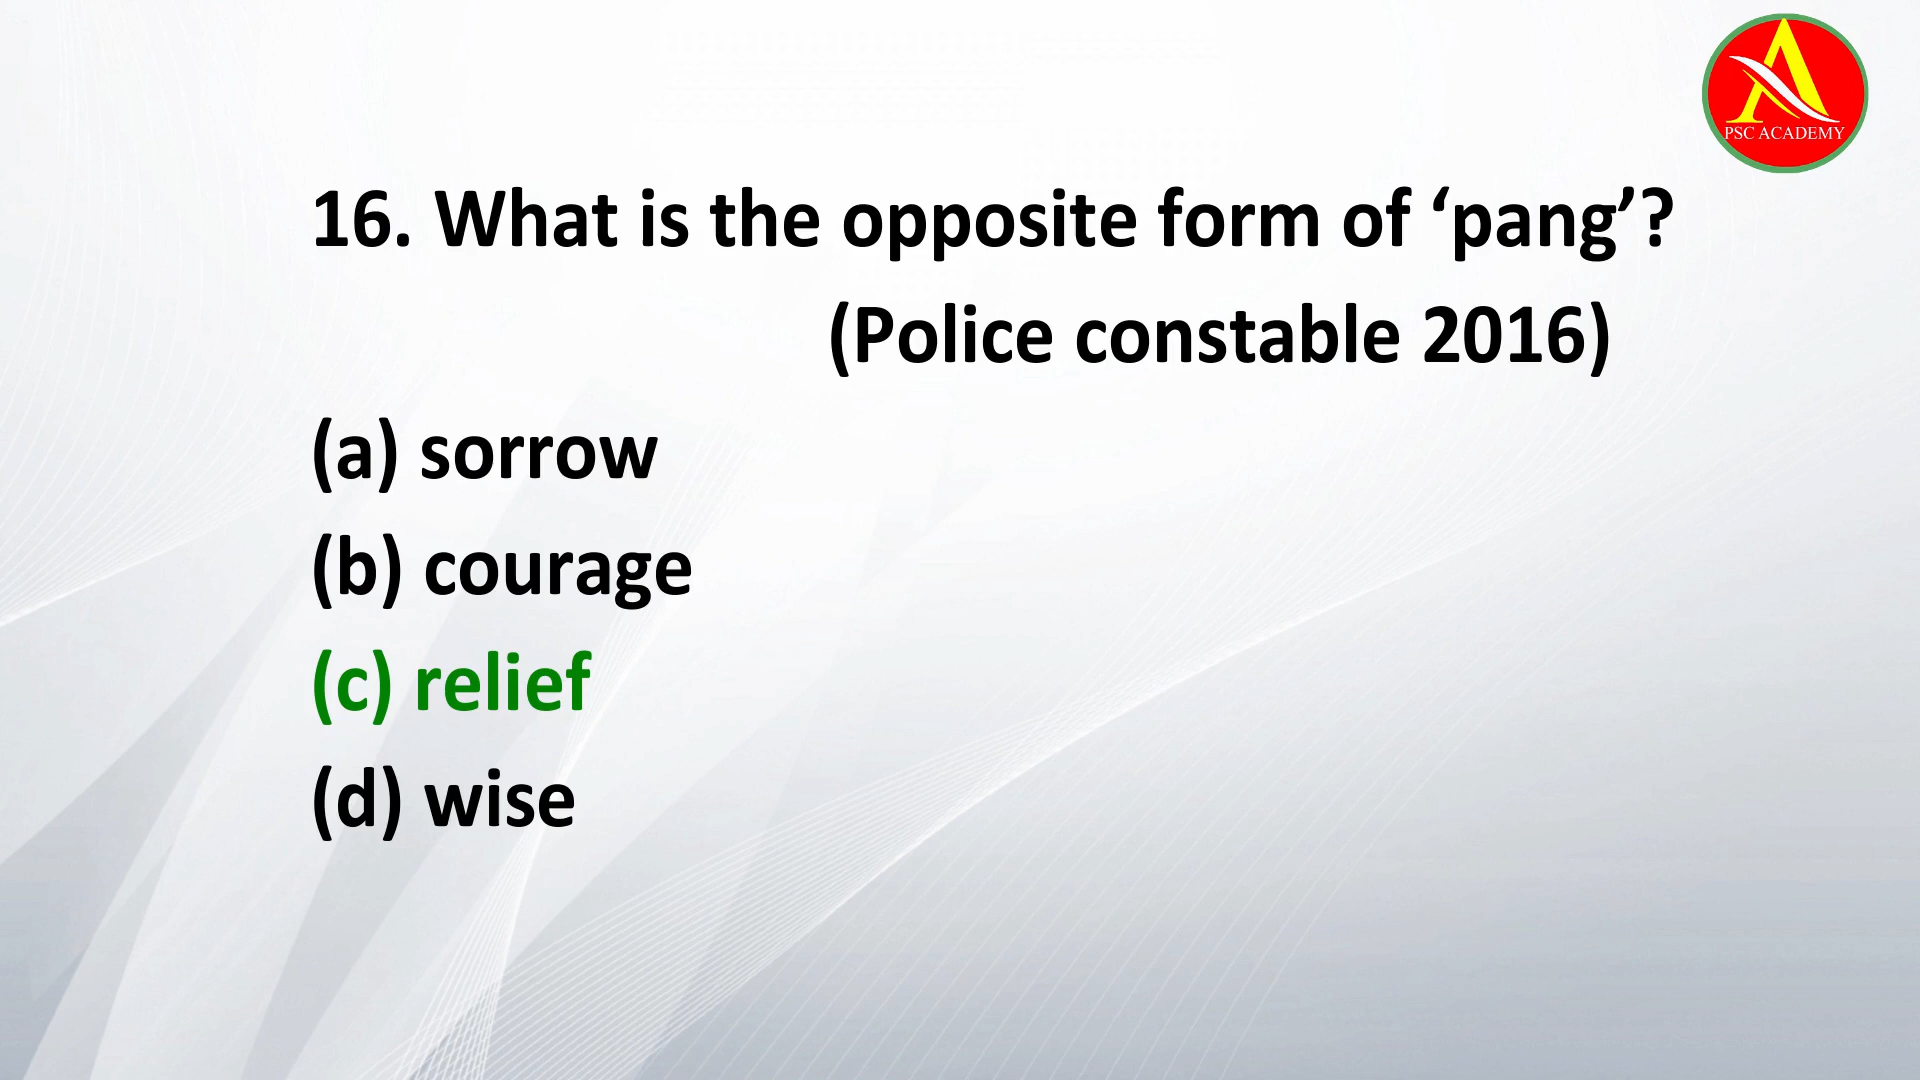 PSC ACADEMY
16. What is the opposite form of ‘pang’?
(Police constable 2016)
(a) sorrow
(b) courage
(c) relief
(d) wise